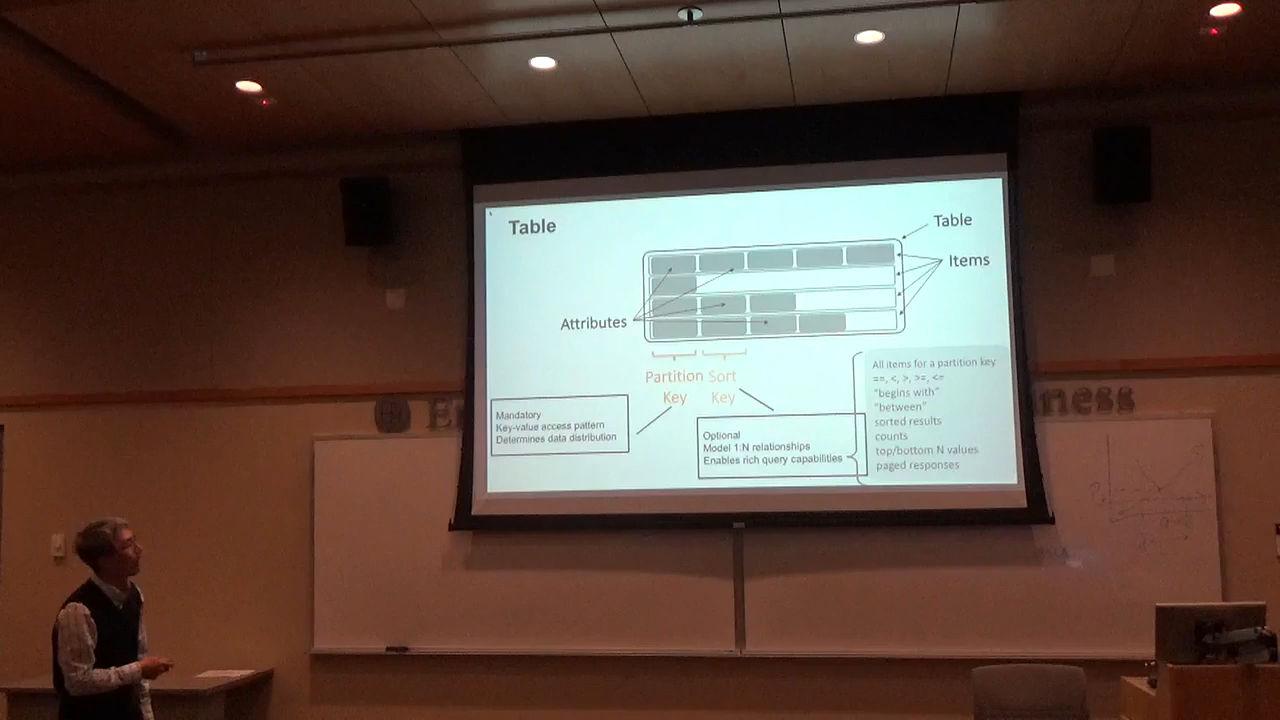 Table
Table
Items
Attributes
Partition
Key
Sort
Key
Mandatory
Key-value access pattern
Determines data distribution
Optional
Model 1:N relationships
Enables rich query capabilities
All items for a partition key
==, <, >, >=, <=
"begins with"
"between"
sorted results
counts
top/bottom N values
paged responses